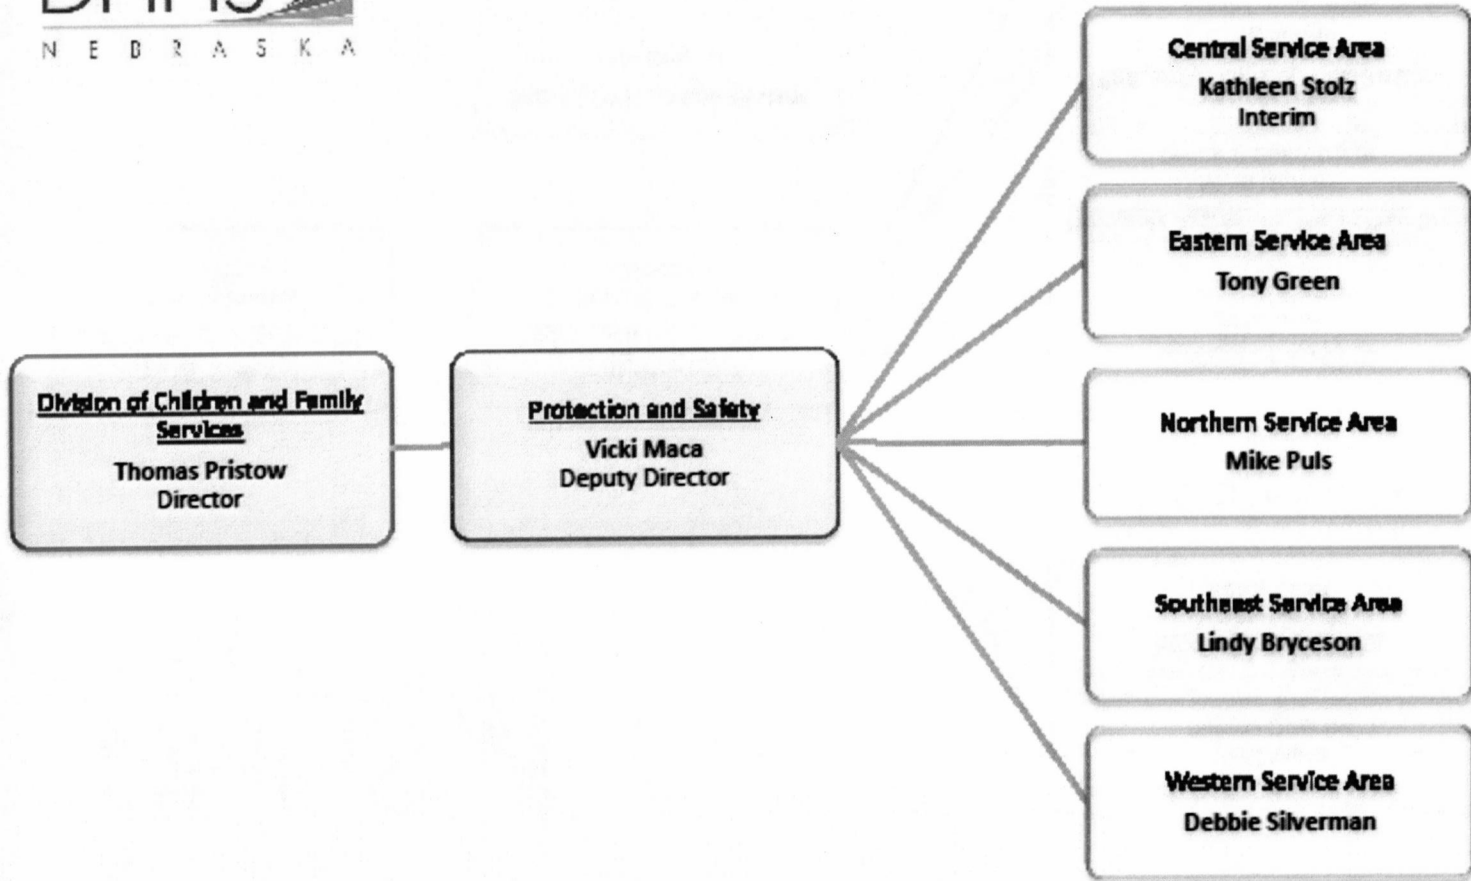 DHHS
N E B R A S K A
Division of Children and Family
Services
Thomas Pristow
Director
Protection and Safety
Vicki Maca
Deputy Director
Central Service Area
Kathleen Stolz
Interim
Eastern Service Area
Tony Green
Northern Service Area
Mike Puls
Southeast Service Area
Lindy Bryceson
Western Service Area
Debbie Silverman